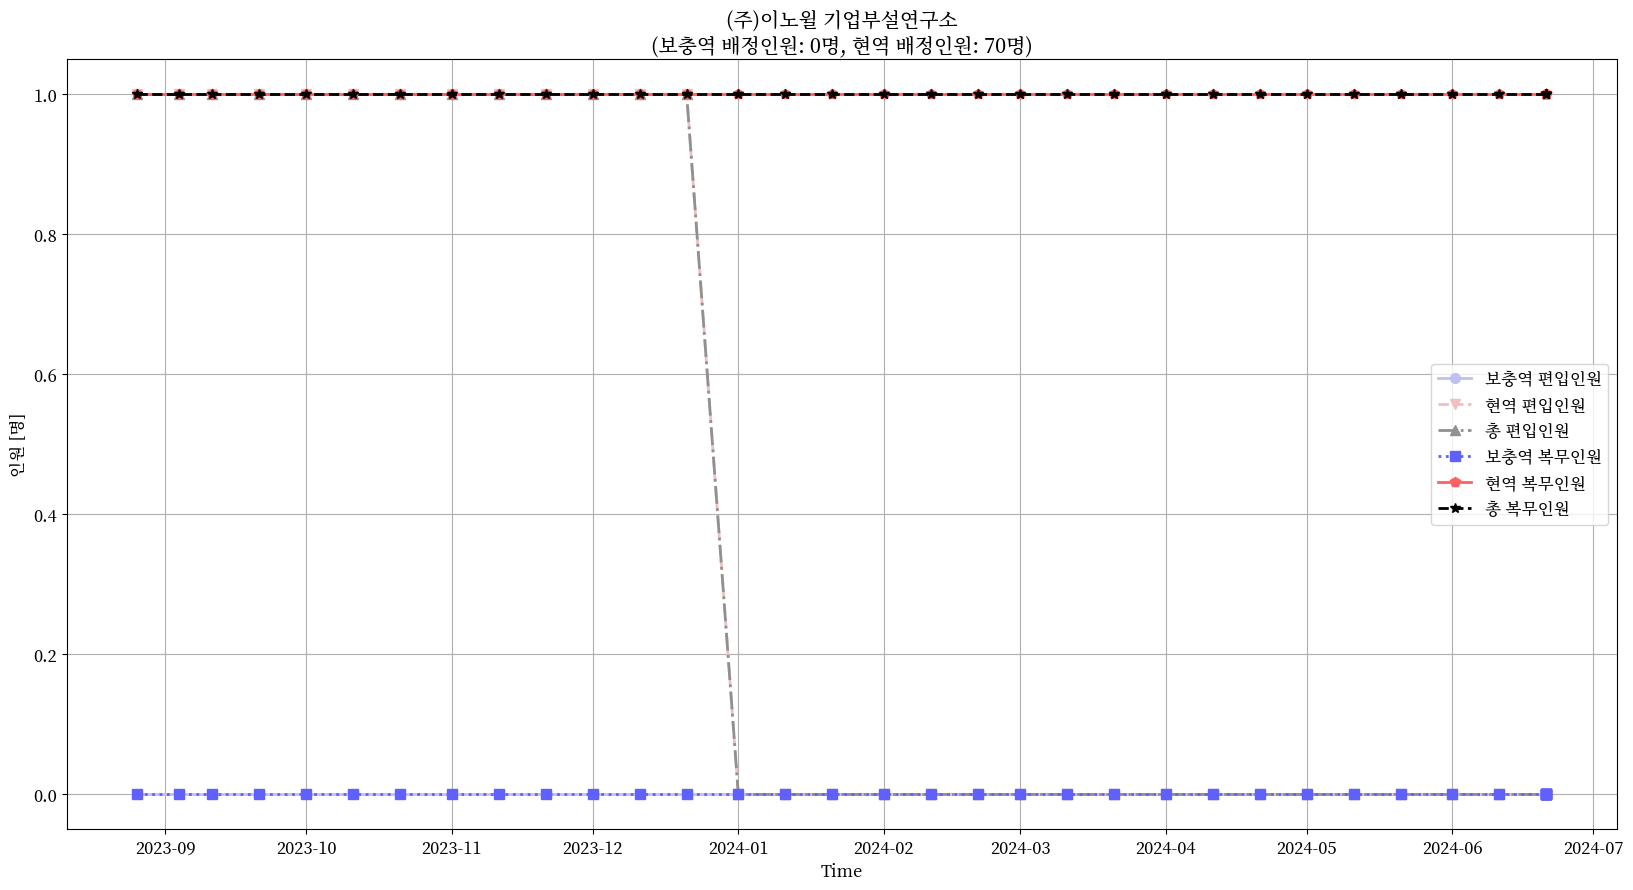 (주)이노윌 기업부설연구소
(보충역 배정인원: 0명, 현역 배정인원: 70명)
인원 [명]
1.0
0.8
0.6
0.4
0.2
0.0
보충역 편입인원
현역 편입인원
총 편입인원
보충역 복무인원
현역 복무인원
총 복무인원
2023-09
2023-10
2023-11
2023-12
2024-01
2024-02
2024-03
2024-04
2024-05
2024-06
2024-07
Time